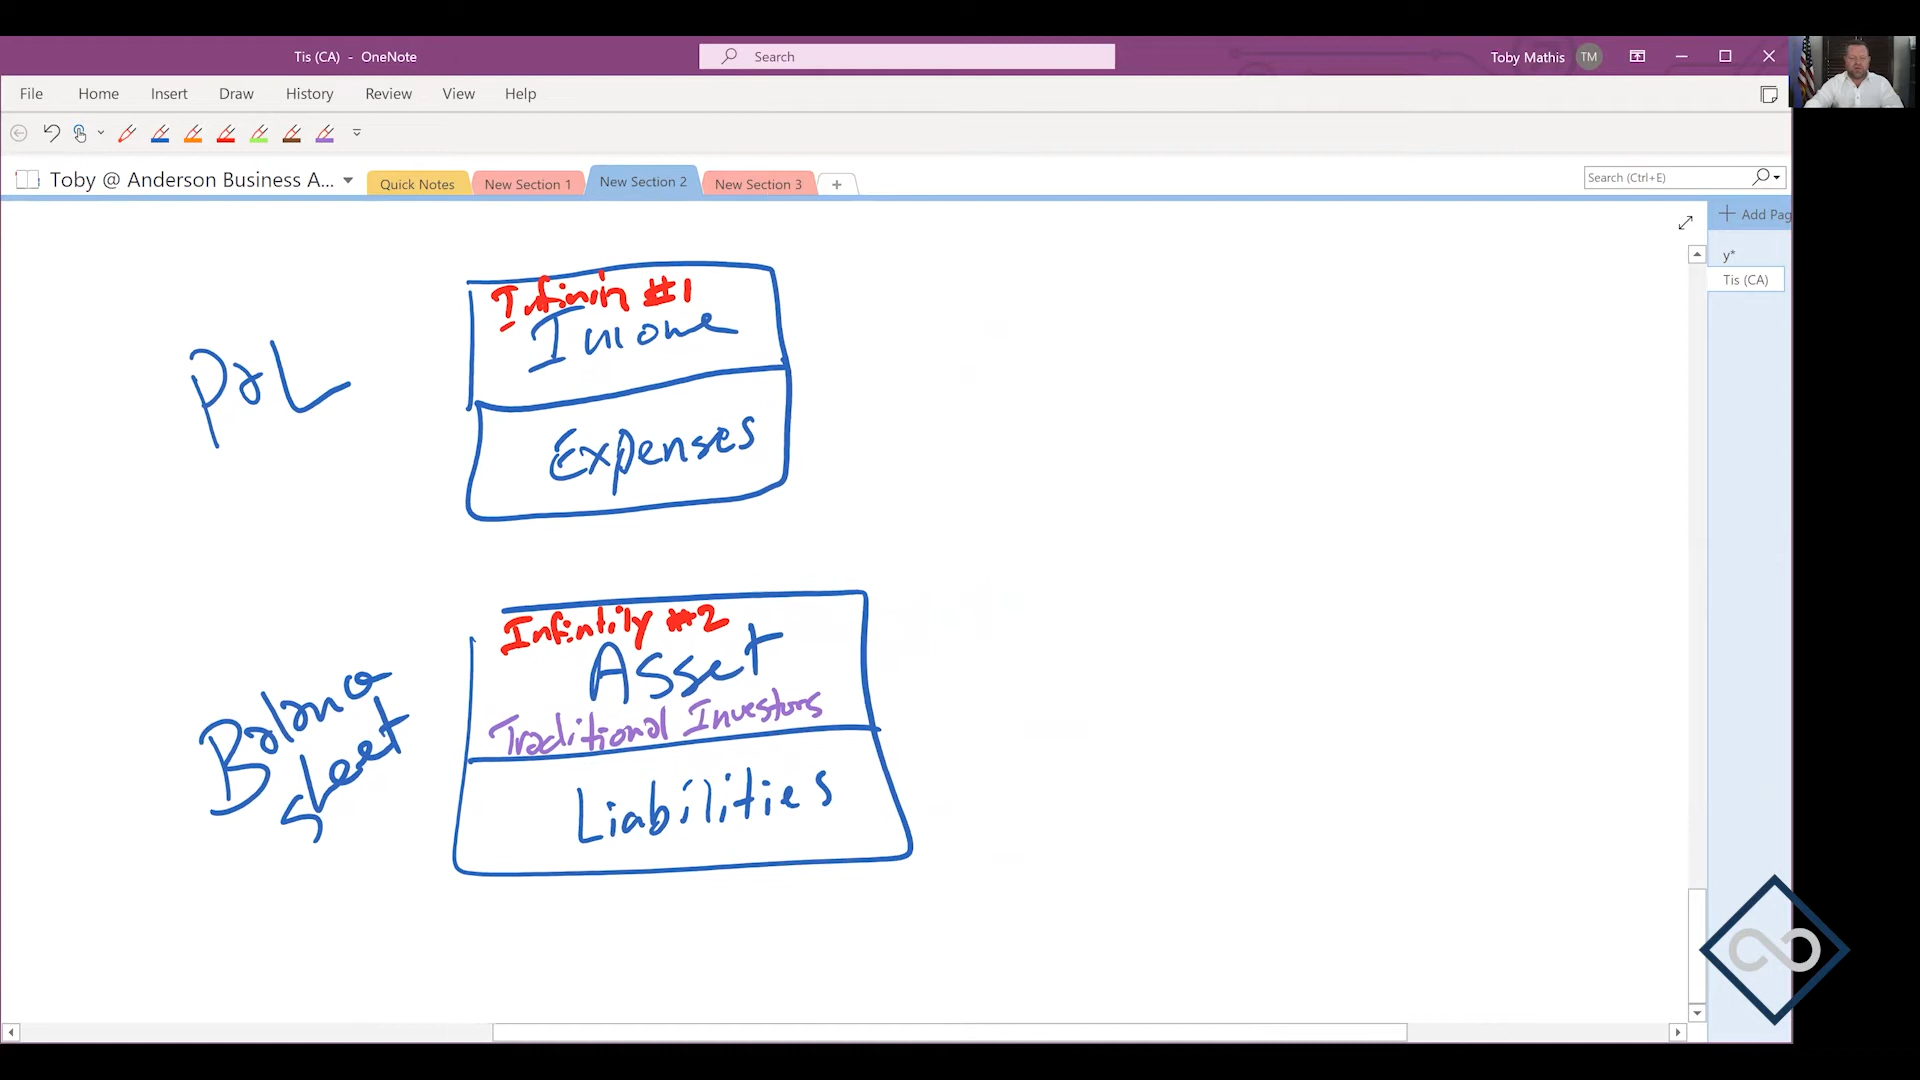 Tis (CA) - OneNote
Search
Toby Mathis
TM
File Home Insert Draw History Review View Help
Toby @ Anderson Business A...
Quick Notes
New Section 1
New Section 2
New Section 3
Search (Ctrl+E)
Add Pag
y*
Tis (CA)
Infinin #1
Income
P&L
Expenses
Infintily #2
Asset
Traditional Investors
Balance
Sheet
Liabilities